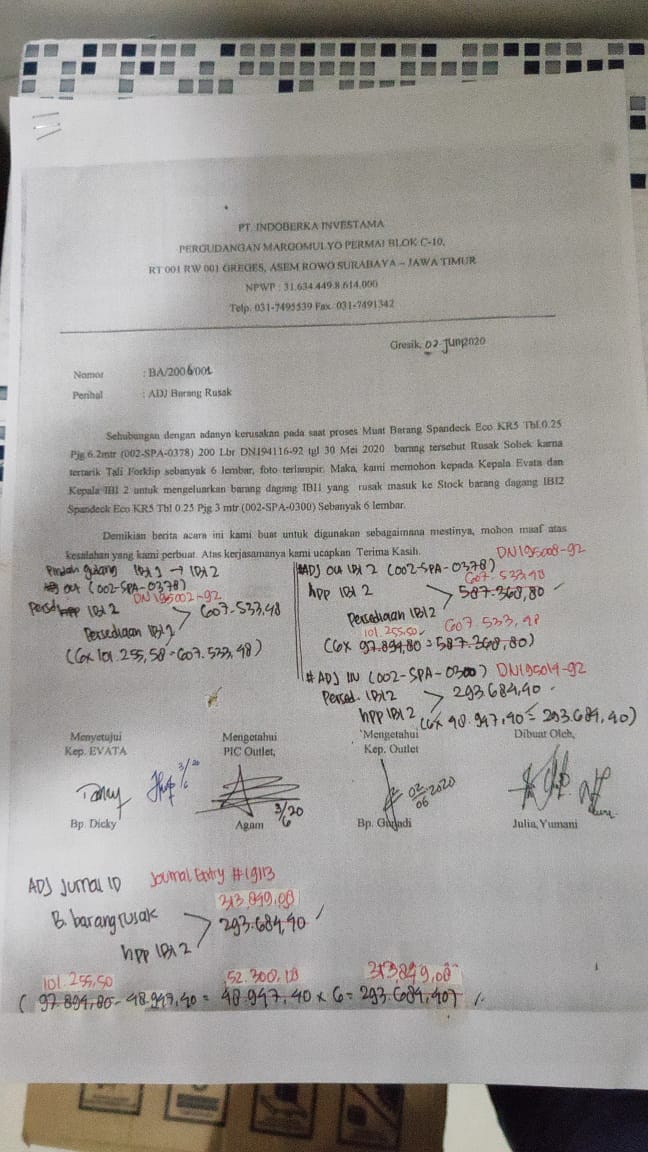 PT. INDOBERKA INVESTAMA
PERGUDANGAN MARGOMULYO PERMAI BLOK C-10,
RT 001 RW 001 GREGES, ASEM ROWO SURABAYA – JAWA TIMUR
NPWP : 31.634.449.8.614.000
Telp. 031-7495539 Fax. 031-7491342
Gresik, 02 Jun 2020
Nomor : BA/2006/001
Perihal : ADJ Barang Rusak
Sehubungan dengan adanya kerusakan pada saat proses Muat Barang Spandeck Eco KR5 Tbl.0.25
Pjg 6.2mtr (002-SPA-0378) 200 Lbr DN194116-92 tgl 30 Mei 2020 barang tersebut Rusak Sobek karna
tertarik Tali Forklip sebanyak 6 lembar, foto terlampir. Maka, kami memohon kepada Kepala Evata dan
Kepala IBI 2 untuk mengeluarkan barang dagang IBI1 yang rusak masuk ke Stock barang dagang IBI2
Spandeck Eco KR5 Tbl 0.25 Pjg 3 mtr (002-SPA-0300) Sebanyak 6 lembar.
Demikian berita acara ini kami buat untuk digunakan sebagaimana mestinya, mohon maaf atas
kesalahan yang kami perbuat. Atas kerjasamanya kami ucapkan Terima Kasih.
Pindah gudang IBI 1 → IBI 2
out (002-SPA-0378)
DN195002-92
Persd IBI 2
Persediaan IBI 2
607.533,48
(6x 101.255,58 = 607.533,48)
#ADJ OUT IBI 2 (002-SPA-0378) DN195008-92
607.533,48
hpp IBI 2
587.368,80
Persediaan IBI 2
607.533,48
101.255,50
(6x 97.894,80 = 587.368,80)
# ADJ IN (002-SPA-0300) DN195014-92
Persed. IBI 2
293.684,40
hpp IBI 2
(6x 48.947,40 = 293.684,40)
Menyetujui Mengetahui Mengetahui Dibuat Oleh,
Kep. EVATA PIC Outlet, Kep. Outlet
3/6 20
3/6 20
02/06 2020
Bp. Dicky Agam Bp. Gunadi Julia, Yumani
ADJ Jurnal ID Journal Entry #19113
313.849,08
B. barang rusak
293.684,40
hpp IBI 2
101.255,50 52.308,18 313.849,08
( 97.894,80 - 48.947,40 = 48.947,40 x 6 = 293.684,40)